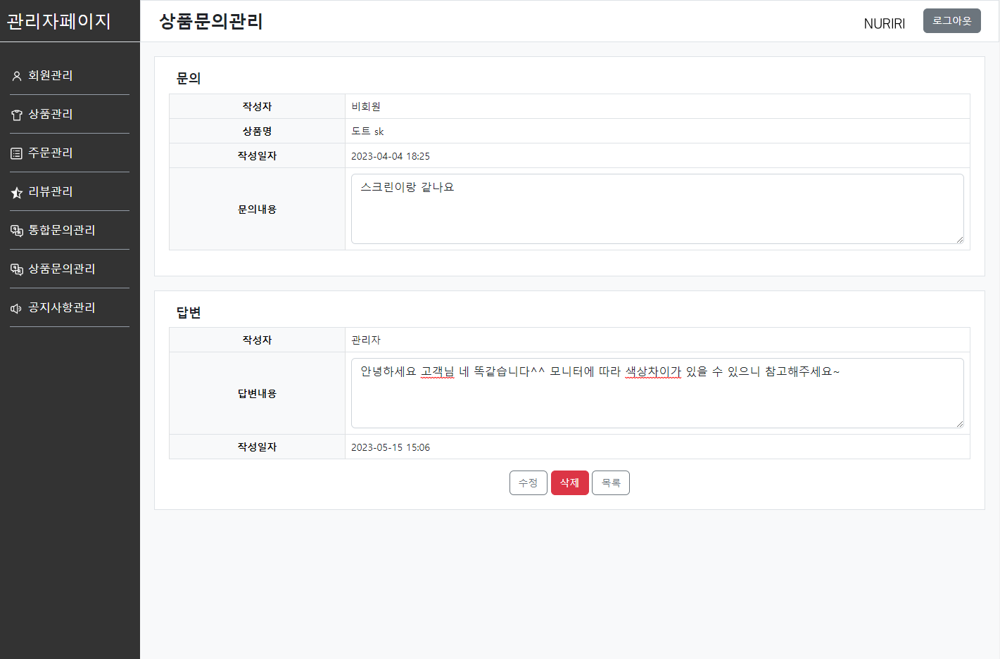 관리자페이지
회원관리
상품관리
주문관리
리뷰관리
통합문의관리
상품문의관리
공지사항관리
상품문의관리
NURIRI
로그아웃
문의
작성자 비회원
상품명 도트 sk
작성일자 2023-04-04 18:25
문의내용 스크린이랑 같나요
답변
작성자 관리자
답변내용 안녕하세요 고객님 네 똑같습니다^^ 모니터에 따라 색상차이가 있을 수 있으니 참고해주세요~
작성일자 2023-05-15 15:06
수정 삭제 목록